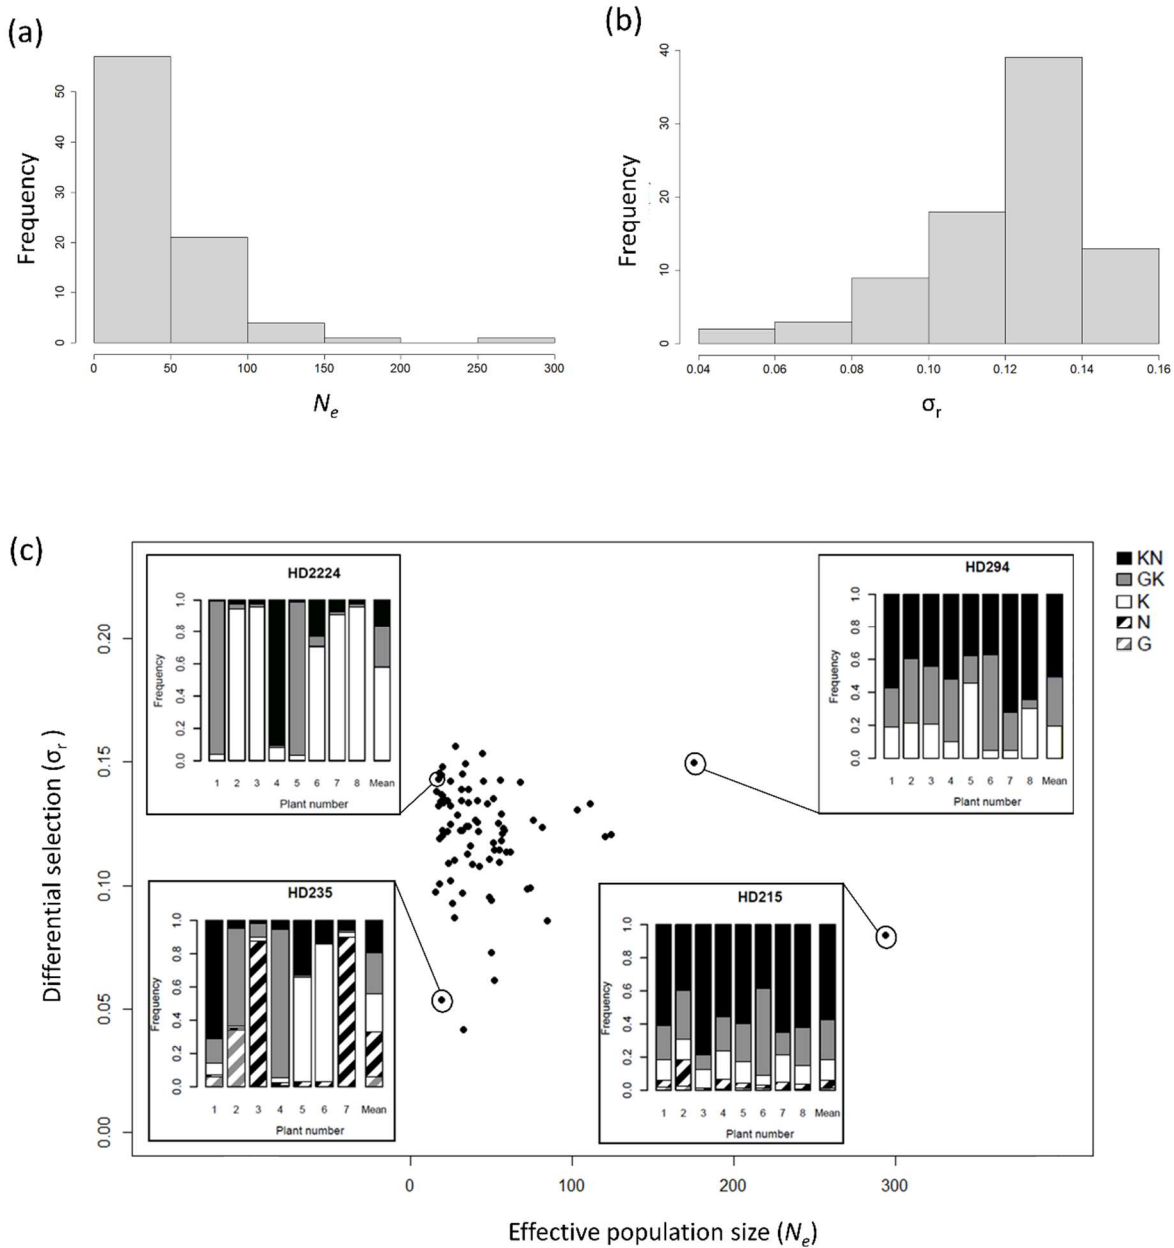 (a)
Frequency
0
10
20
30
40
50
0 50 100 150 200 250 300
Ne
(b)
Frequency
0
10
20
30
40
0.04 0.06 0.08 0.10 0.12 0.14 0.16
σr
(c)
Differential selection (σr)
0.00
0.05
0.10
0.15
0.20
HD2224
Frequency
0.0 0.2 0.4 0.6 0.8 1.0
1 2 3 4 5 6 7 8 Mean
Plant number
HD294
Frequency
0.0 0.2 0.4 0.6 0.8 1.0
1 2 3 4 5 6 7 8 Mean
Plant number
KN
GK
K
N
G
HD235
Frequency
0.0 0.2 0.4 0.6 0.8 1.0
1 2 3 4 5 6 7 Mean
Plant number
HD215
Frequency
0.0 0.2 0.4 0.6 0.8 1.0
1 2 3 4 5 6 7 8 Mean
Plant number
0 100 200 300
Effective population size (Ne)